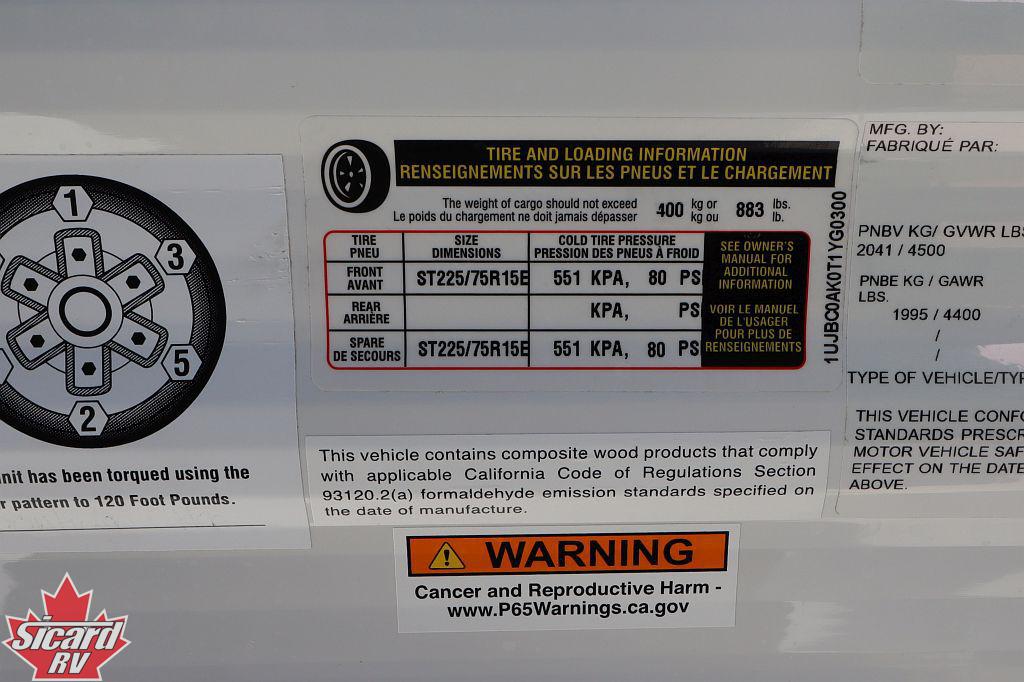 1
3
5
2
nit has been torqued using the
r pattern to 120 Foot Pounds.
TIRE AND LOADING INFORMATION
RENSEIGNEMENTS SUR LES PNEUS ET LE CHARGEMENT
The weight of cargo should not exceed 400 kg or 883 lbs.
Le poids du chargement ne doit jamais dépasser kg ou lb.
TIRE SIZE COLD TIRE PRESSURE
PNEU DIMENSIONS PRESSION DES PNEUS À FROID
FRONT
AVANT
ST225/75R15E 551 KPA, 80 PS
REAR
ARRIÈRE
KPA, PS
SPARE
DE SECOURS
ST225/75R15E 551 KPA, 80 PS
SEE OWNER'S
MANUAL FOR
ADDITIONAL
INFORMATION
VOIR LE MANUEL
DE L'USAGER
POUR PLUS DE
RENSEIGNEMENTS
1UJBC0AK0T1YG0300
This vehicle contains composite wood products that comply
with applicable California Code of Regulations Section
93120.2(a) formaldehyde emission standards specified on
the date of manufacture.
WARNING
Cancer and Reproductive Harm -
www.P65Warnings.ca.gov
MFG. BY:
FABRIQUÉ PAR:
PNBV KG/ GVWR LBS
2041 / 4500
PNBE KG / GAWR
LBS.
1995 / 4400
/
/
TYPE OF VEHICLE/TYP
THIS VEHICLE CONFO
STANDARDS PRESCR
MOTOR VEHICLE SAF
EFFECT ON THE DATE
ABOVE.
Sicard
RV